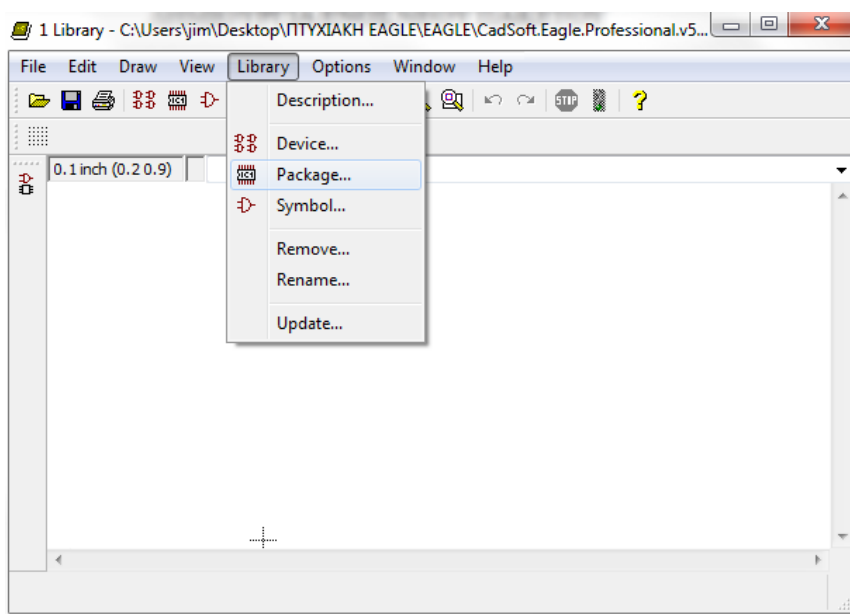 1 Library - C:\Users\jim\Desktop\ΠΤΥΧΙΑΚΗ EAGLE\EAGLE\CadSoft.Eagle.Professional.v5...
File Edit Draw View Library Options Window Help
STOP ?
0.1 inch (0.2 0.9)
Description...
Device...
Package...
Symbol...
Remove...
Rename...
Update...